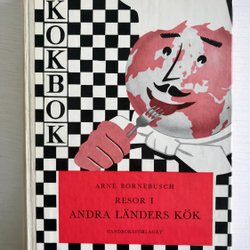 KOKBOK
ARNE BORNEBUSCH
RESOR I
ANDRA LÄNDERS KÖK
HANDBOKSFÖRLAGET